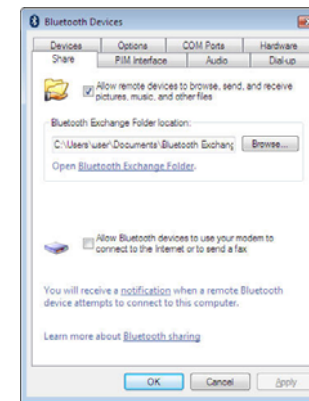 Bluetooth Devices
Devices Options COM Ports Hardware
Share PIM Interface Audio Dial-up
Allow remote devices to browse, send, and receive
pictures, music, and other files
Bluetooth Exchange Folder location:
C:\Users\user\Documents\Bluetooth Exchang Browse...
Open Bluetooth Exchange Folder.
Allow Bluetooth devices to use your modem to
connect to the Internet or to send a fax
You will receive a notification when a remote Bluetooth
device attempts to connect to this computer.
Learn more about Bluetooth sharing
OK Cancel Apply